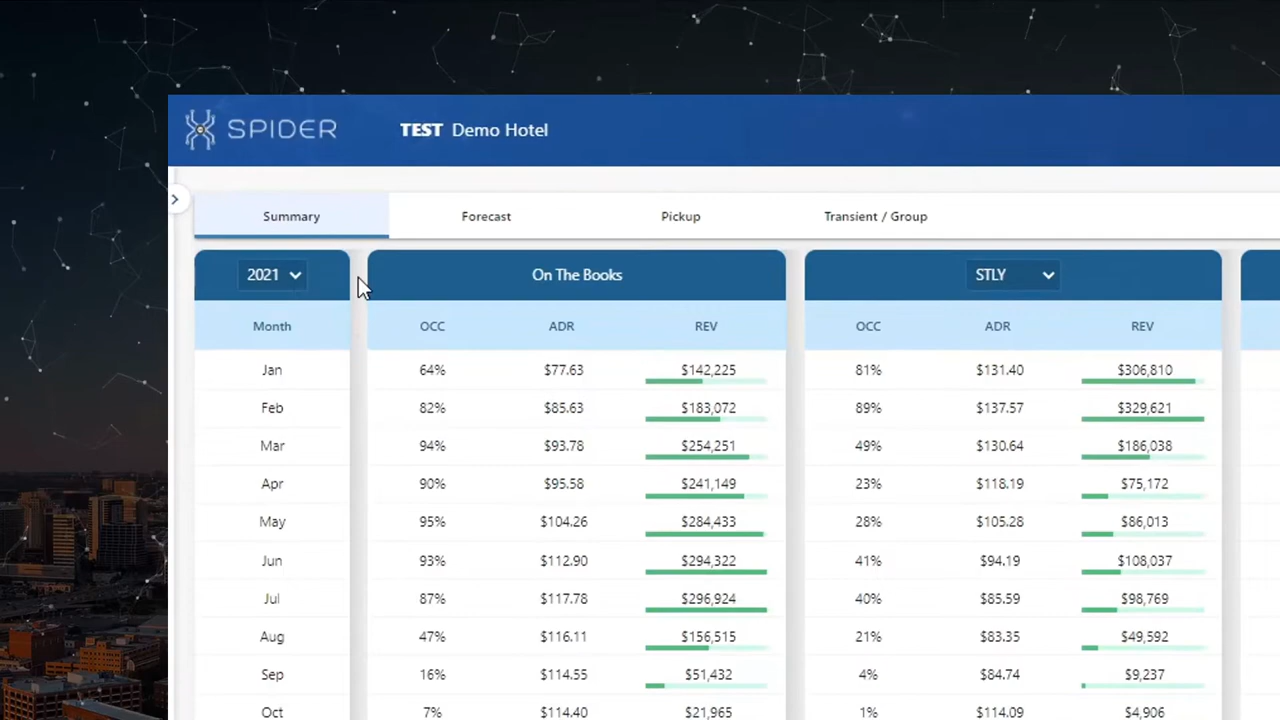 SPIDER TEST Demo Hotel
Summary Forecast Pickup Transient / Group
2021 On The Books STLY
Month OCC ADR REV OCC ADR REV
Jan 64% $77.63 $142,225 81% $131.40 $306,810
Feb 82% $85.63 $183,072 89% $137.57 $329,621
Mar 94% $93.78 $254,251 49% $130.64 $186,038
Apr 90% $95.58 $241,149 23% $118.19 $75,172
May 95% $104.26 $284,433 28% $105.28 $86,013
Jun 93% $112.90 $294,322 41% $94.19 $108,037
Jul 87% $117.78 $296,924 40% $85.59 $98,769
Aug 47% $116.11 $156,515 21% $83.35 $49,592
Sep 16% $114.55 $51,432 4% $84.74 $9,237
Oct 7% $114.40 $21,965 1% $114.09 $4,906